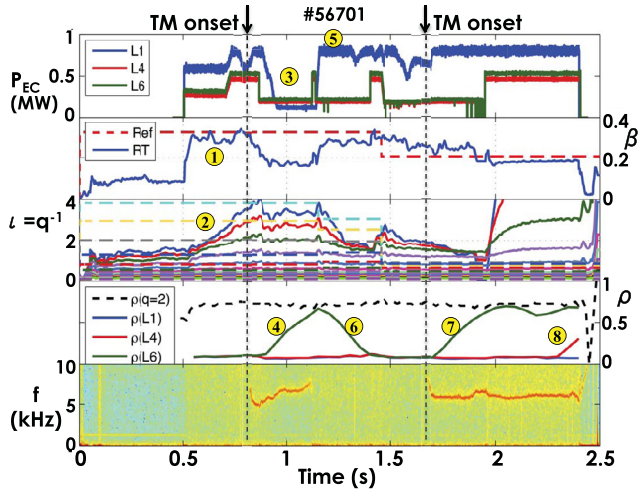 TM onset
#56701
TM onset
P_EC
(MW)
1
0.5
0
L1
L4
L6
5
3
Ref
RT
1
0.4
0.2
0
β
ι =q⁻¹
4
2
0
2
ρ(q=2)
ρ(L1)
ρ(L4)
ρ(L6)
4
6
7
8
1
0.5
0
ρ
f
(kHz)
10
5
0
0 0.5 1 1.5 2 2.5
Time (s)